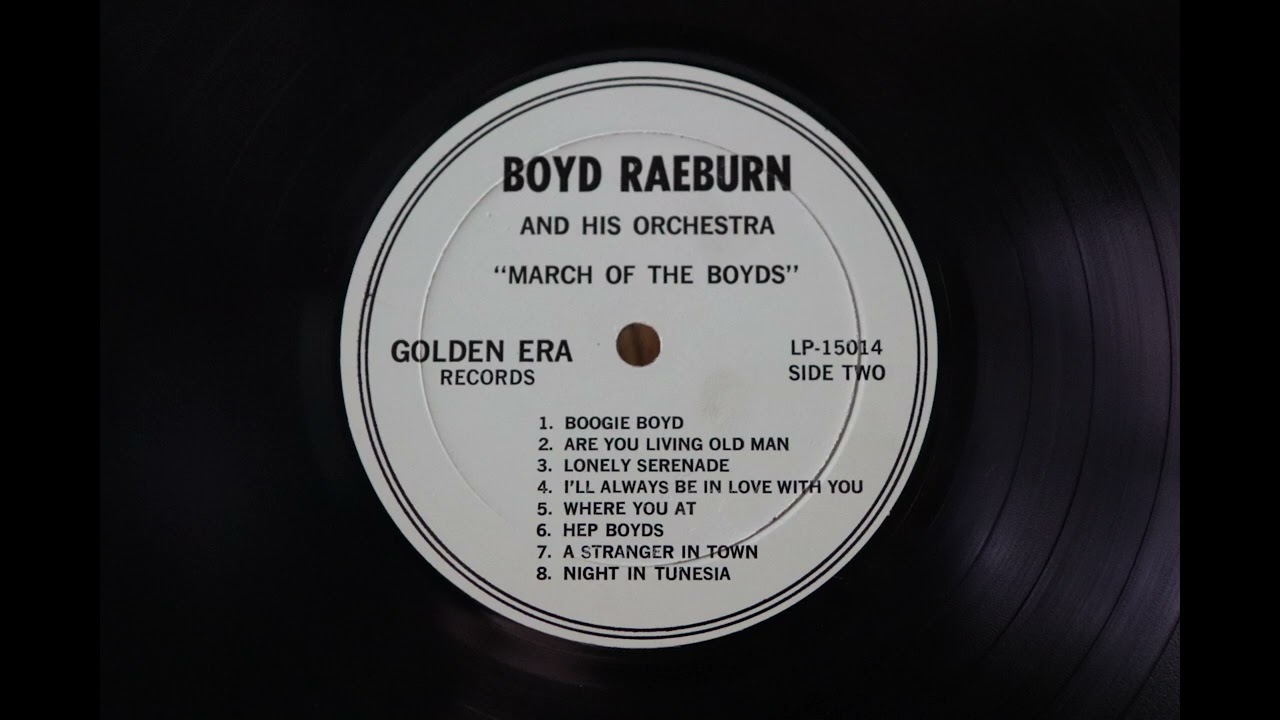 BOYD RAEBURN
AND HIS ORCHESTRA
"MARCH OF THE BOYDS"
GOLDEN ERA
RECORDS
LP-15014
SIDE TWO
1. BOOGIE BOYD
2. ARE YOU LIVING OLD MAN
3. LONELY SERENADE
4. I'LL ALWAYS BE IN LOVE WITH YOU
5. WHERE YOU AT
6. HEP BOYDS
7. A STRANGER IN TOWN
8. NIGHT IN TUNESIA